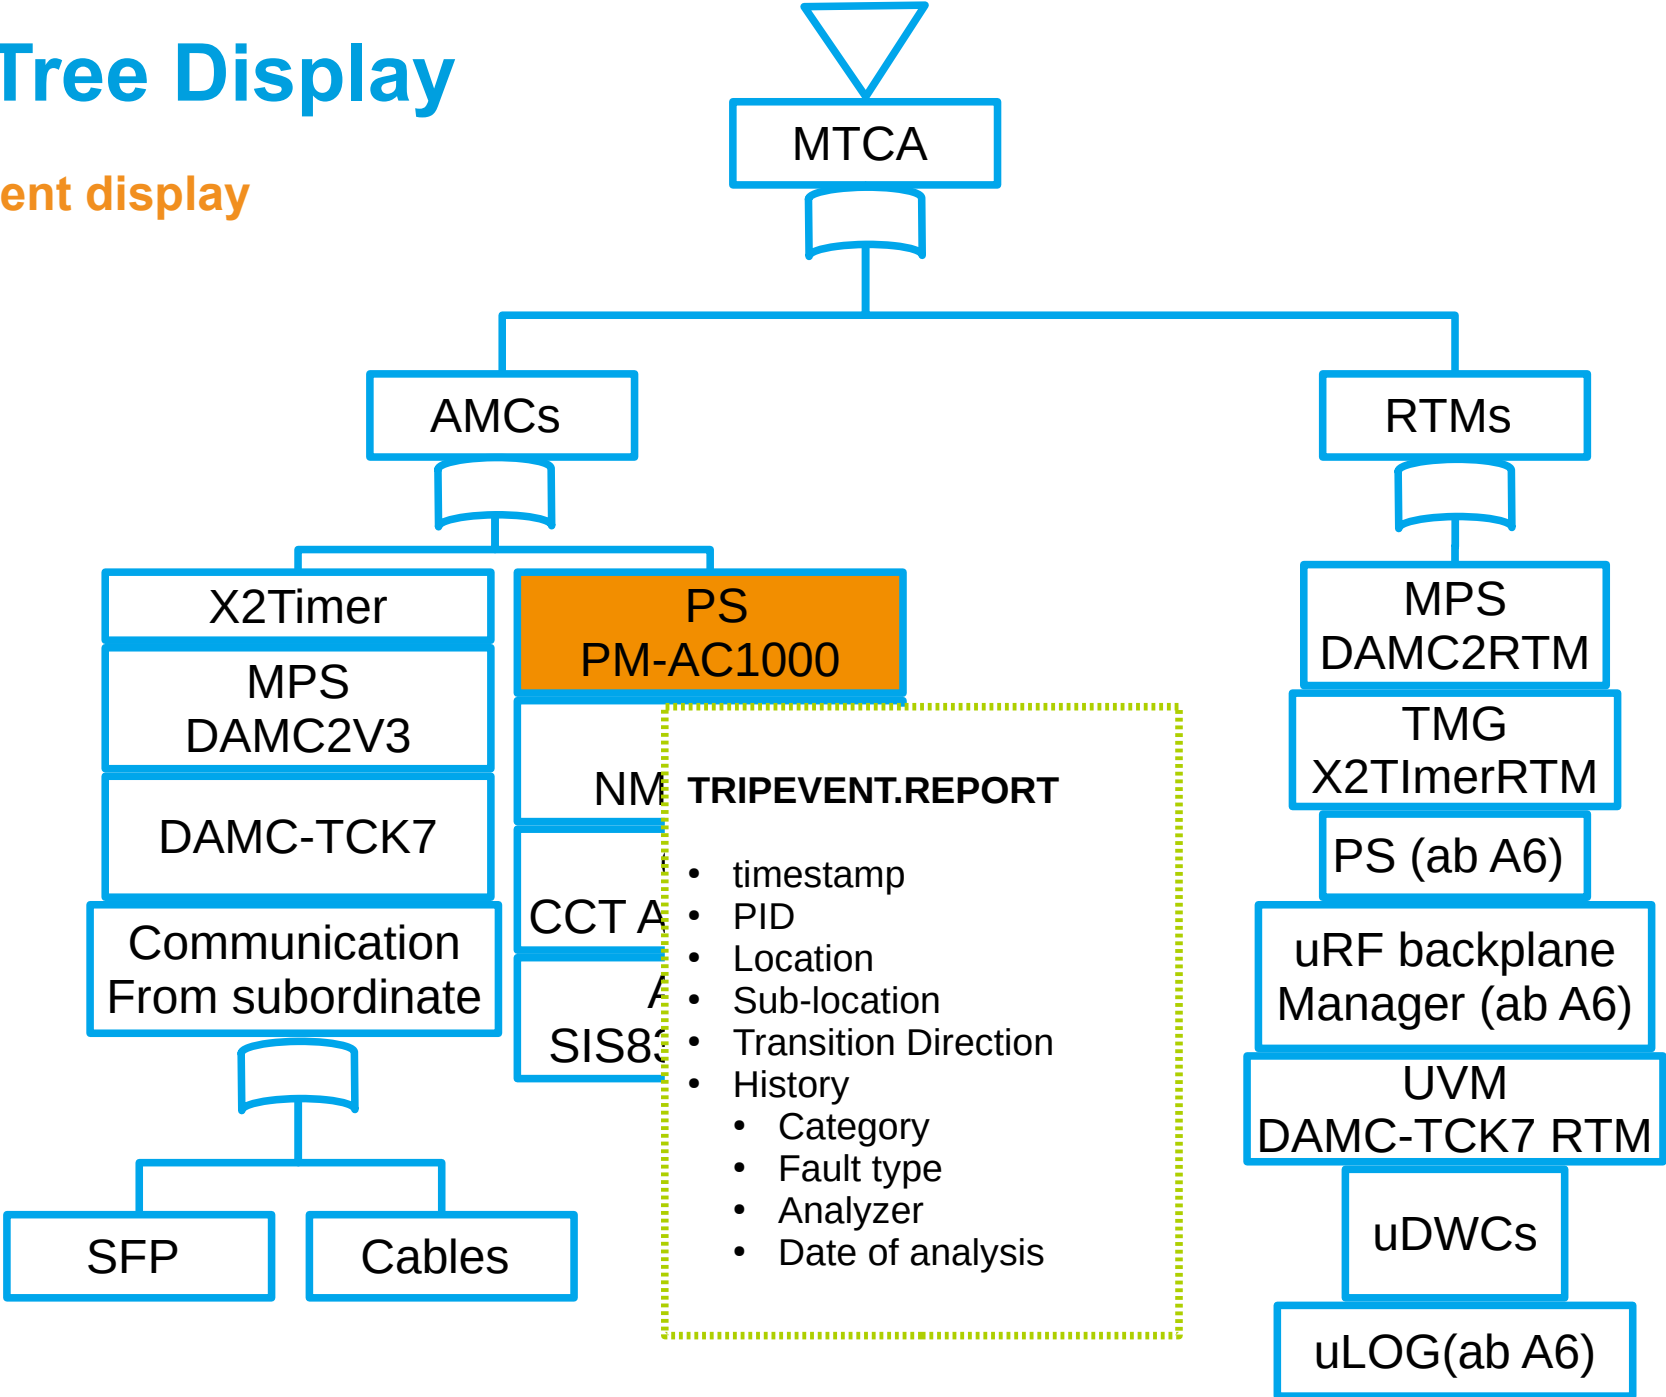 Tree Display
display
MTCA
AMCs
RTMs
X2Timer
PS
PM-AC1000
MPS
DAMC2V3
DAMC-TCK7
Communication
From subordinate
SFP
Cables
NM
CCT A
SIS83
TRIPEVENT.REPORT
• timestamp
• PID
• Location
• Sub-location
• Transition Direction
• History
• Category
• Fault type
• Analyzer
• Date of analysis
MPS
DAMC2RTM
TMG
X2TImerRTM
PS (ab A6)
uRF backplane
Manager (ab A6)
UVM
DAMC-TCK7 RTM
uDWCs
uLOG(ab A6)